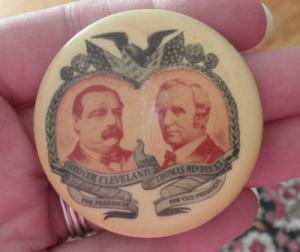 GROVER CLEVELAND
THOMAS HENDRICKS
FOR PRESIDENT
FOR VICE PRESIDENT